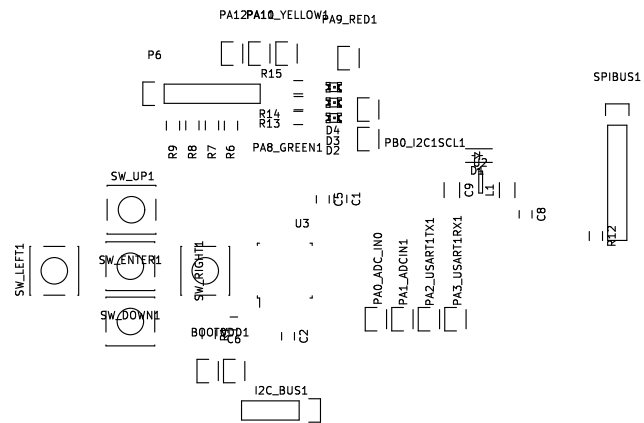 PA10_YELLOW1
PA9_RED1
P6
R15
SPIBUS1
R14
R13
D4
D3
D2
PA8_GREEN1
PB0_I2C1SCL1
R9
R8
R7
R6
SW_UP1
C9
L1
C5
C1
C8
U3
R12
SW_LEFT1
SW_ENTER1
SW_RIGHT1
PA0_ADC_IN0
PA1_ADCIN1
PA2_USART1TX1
PA3_USART1RX1
SW_DOWN1
C6
C2
I2C_BUS1